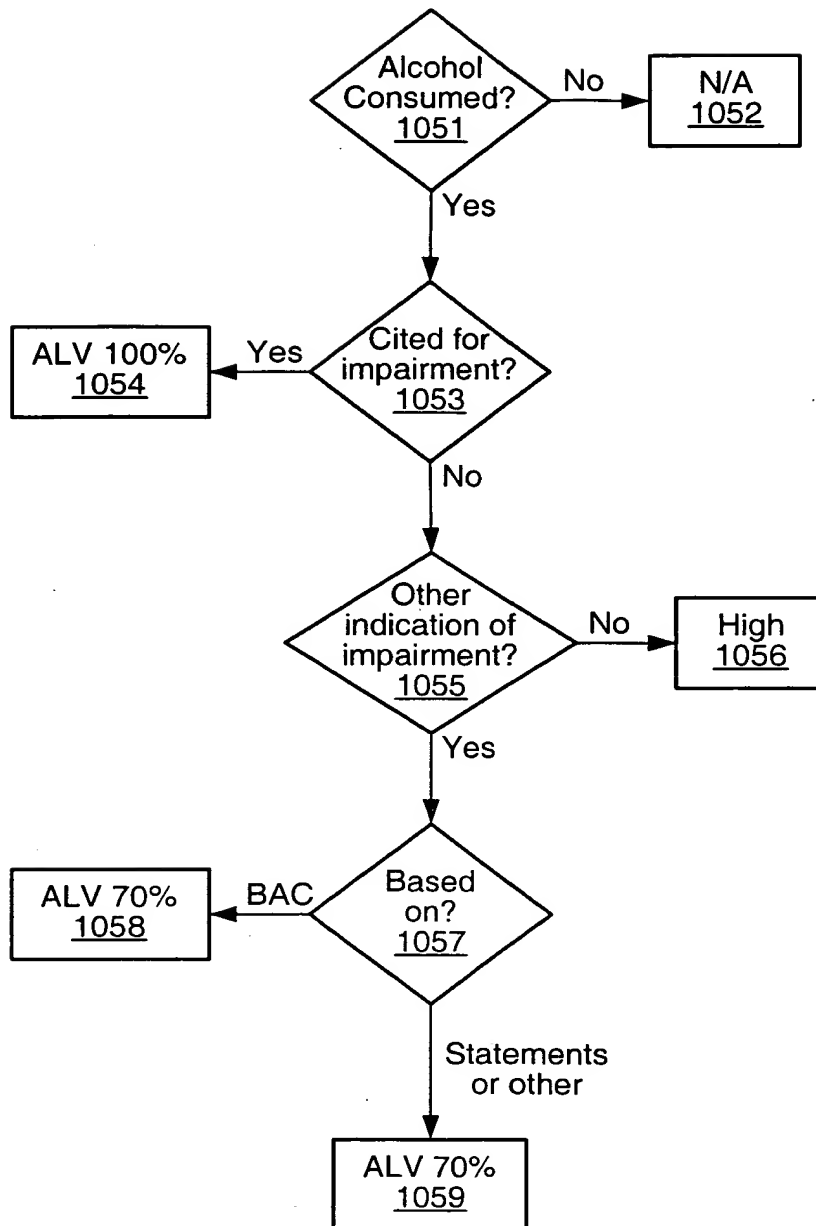 Alcohol
Consumed?
1051
No
N/A
1052
Yes
Cited for
impairment?
1053
Yes
ALV 100%
1054
No
Other
indication of
impairment?
1055
No
High
1056
Yes
Based
on?
1057
BAC
ALV 70%
1058
Statements
or other
ALV 70%
1059